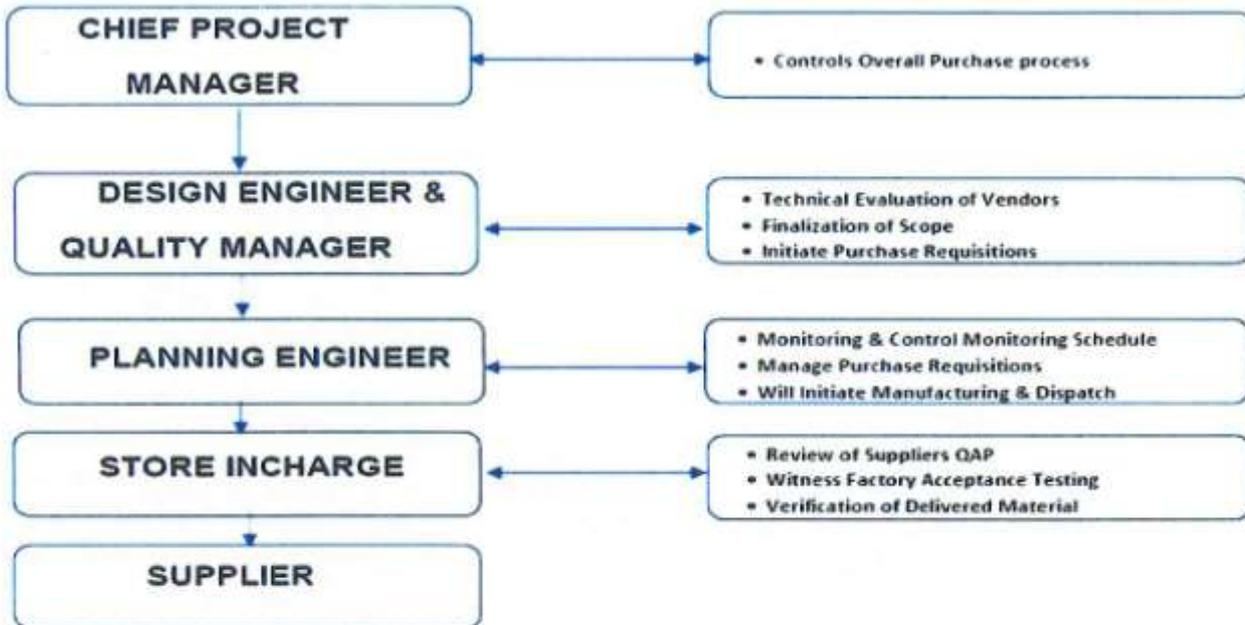 CHIEF PROJECT
MANAGER
• Controls Overall Purchase process
DESIGN ENGINEER &
QUALITY MANAGER
• Technical Evaluation of Vendors
• Finalization of Scope
• Initiate Purchase Requisitions
PLANNING ENGINEER
• Monitoring & Control Monitoring Schedule
• Manage Purchase Requisitions
• Will Initiate Manufacturing & Dispatch
STORE INCHARGE
• Review of Suppliers QAP
• Witness Factory Acceptance Testing
• Verification of Delivered Material
SUPPLIER